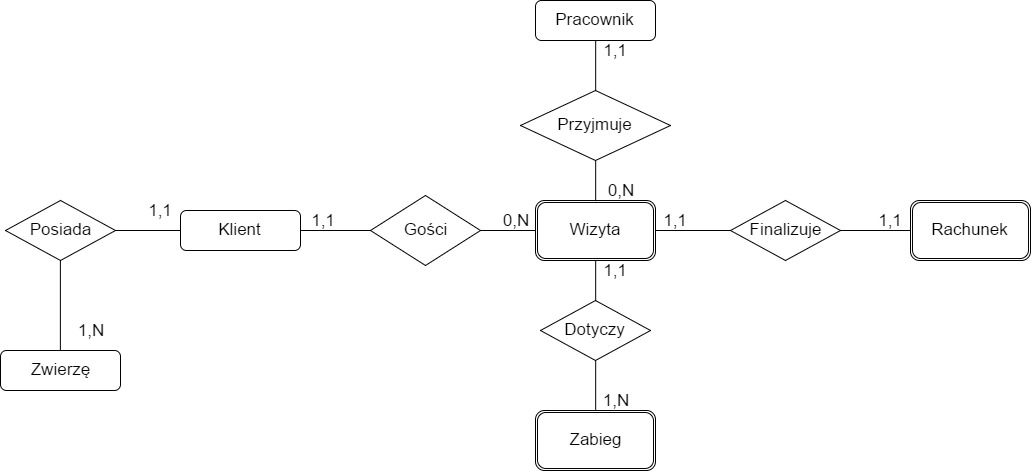 Pracownik
1,1
Przyjmuje
0,N
Posiada
1,1
Klient
1,1
Gości
0,N
Wizyta
1,1
Finalizuje
1,1
Rachunek
1,1
Dotyczy
1,N
Zwierzę
1,N
Zabieg